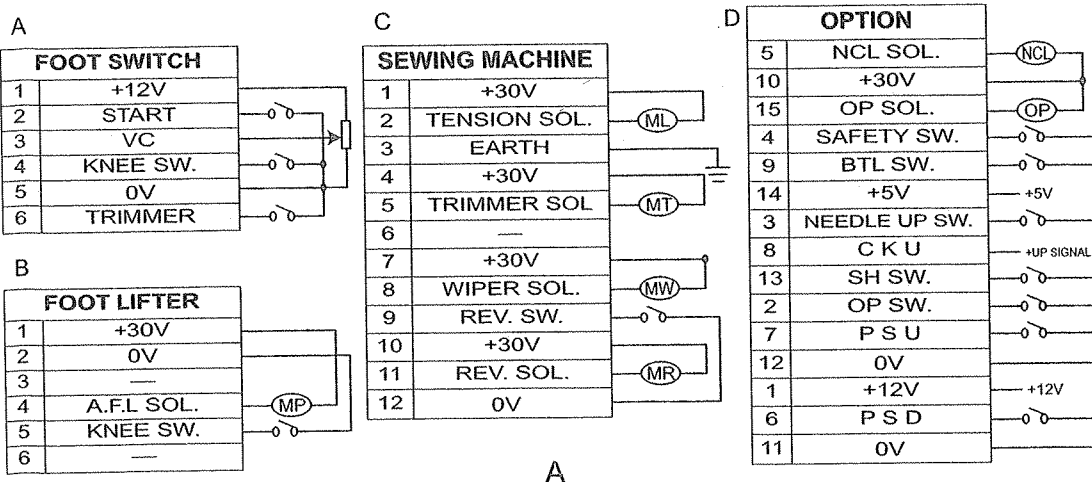 A
FOOT SWITCH
1 +12V
2 START
3 VC
4 KNEE SW.
5 0V
6 TRIMMER
B
FOOT LIFTER
1 +30V
2 0V
3 —
4 A.F.L SOL. MP
5 KNEE SW.
6 —
C
SEWING MACHINE
1 +30V
2 TENSION SOL. ML
3 EARTH
4 +30V
5 TRIMMER SOL MT
6 —
7 +30V
8 WIPER SOL. MW
9 REV. SW.
10 +30V
11 REV. SOL. MR
12 0V
D
OPTION
5 NCL SOL. NCL
10 +30V
15 OP SOL. OP
4 SAFETY SW.
9 BTL SW.
14 +5V +5V
3 NEEDLE UP SW.
8 C K U +UP SIGNAL
13 SH SW.
2 OP SW.
7 P S U
12 0V
1 +12V +12V
6 P S D
11 0V
A